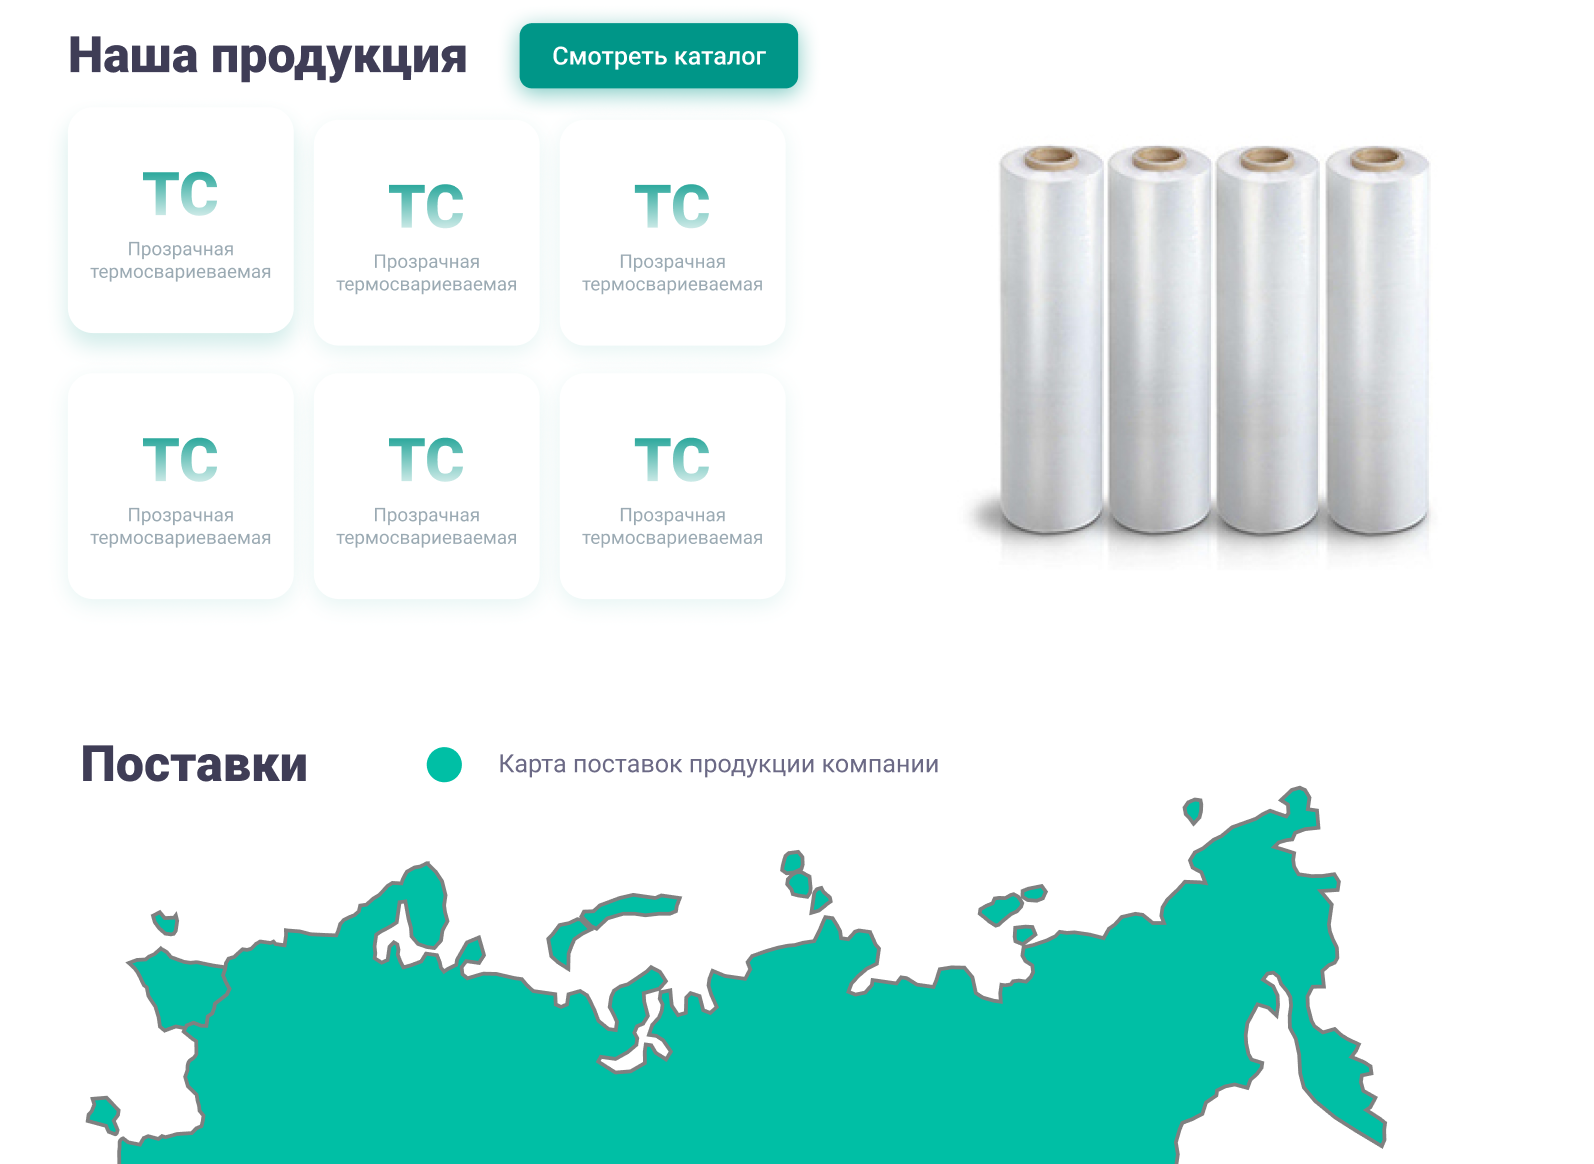 Наша продукция
Смотреть каталог
ТС
Прозрачная
термосвариеваемая
ТС
Прозрачная
термосвариеваемая
ТС
Прозрачная
термосвариеваемая
ТС
Прозрачная
термосвариеваемая
ТС
Прозрачная
термосвариеваемая
ТС
Прозрачная
термосвариеваемая
Поставки
Карта поставок продукции компании